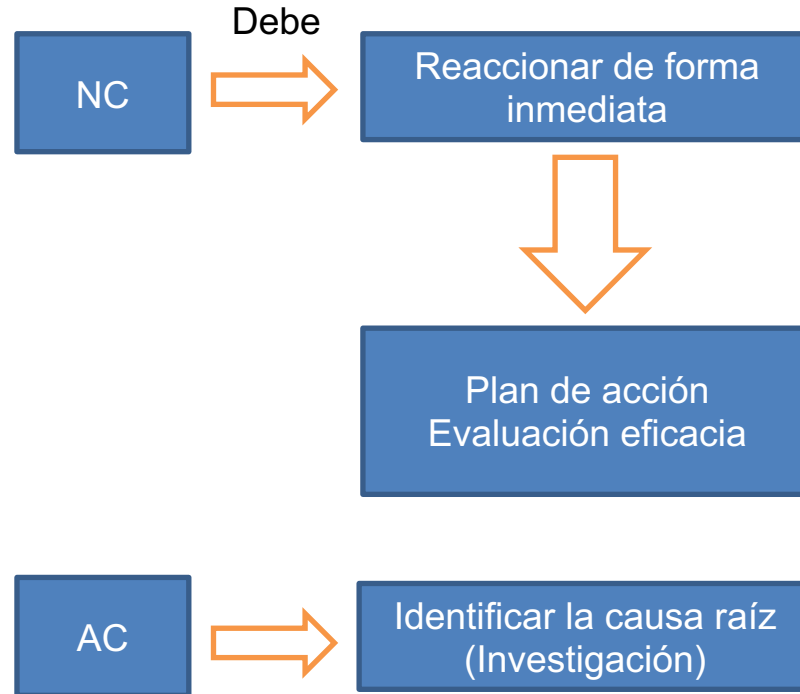 Debe
NC
Reaccionar de forma
inmediata
Plan de acción
Evaluación eficacia
AC
Identificar la causa raíz
(Investigación)